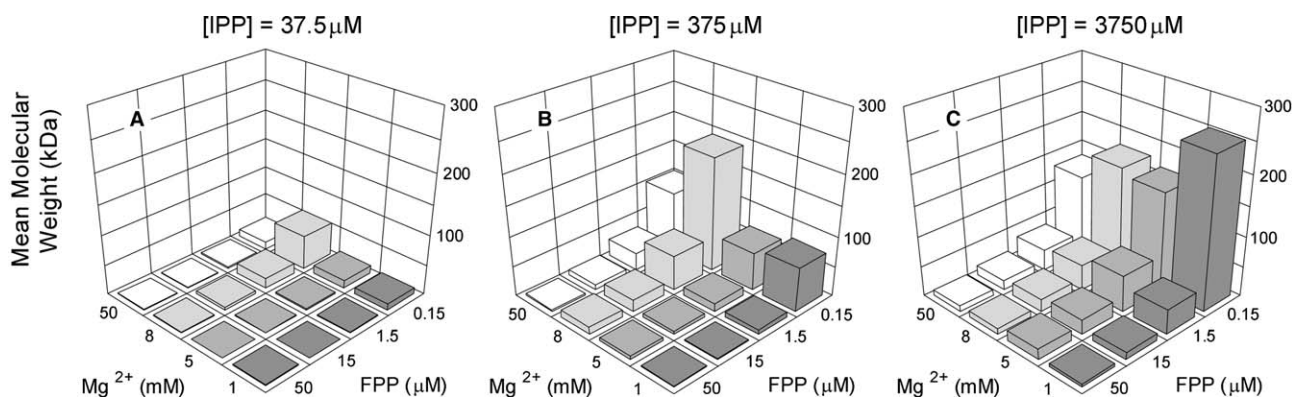 [IPP] = 37.5 µM [IPP] = 375 µM [IPP] = 3750 µM
Mean Molecular
Weight (kDa)
A
300
200
100
50
8
5
1
Mg 2+ (mM)
0.15
1.5
15
50
FPP (µM)
B
300
200
100
50
8
5
1
Mg 2+ (mM)
0.15
1.5
15
50
FPP (µM)
C
300
200
100
50
8
5
1
Mg 2+ (mM)
0.15
1.5
15
50
FPP (µM)